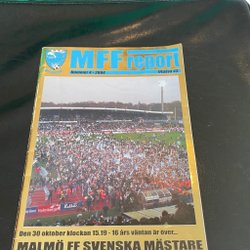 MFF report
Nummer 4 • 2004
Den 30 oktober klockan 15.19 - 16 års väntan är över...
MALMÖ FF SVENSKA MÄSTARE